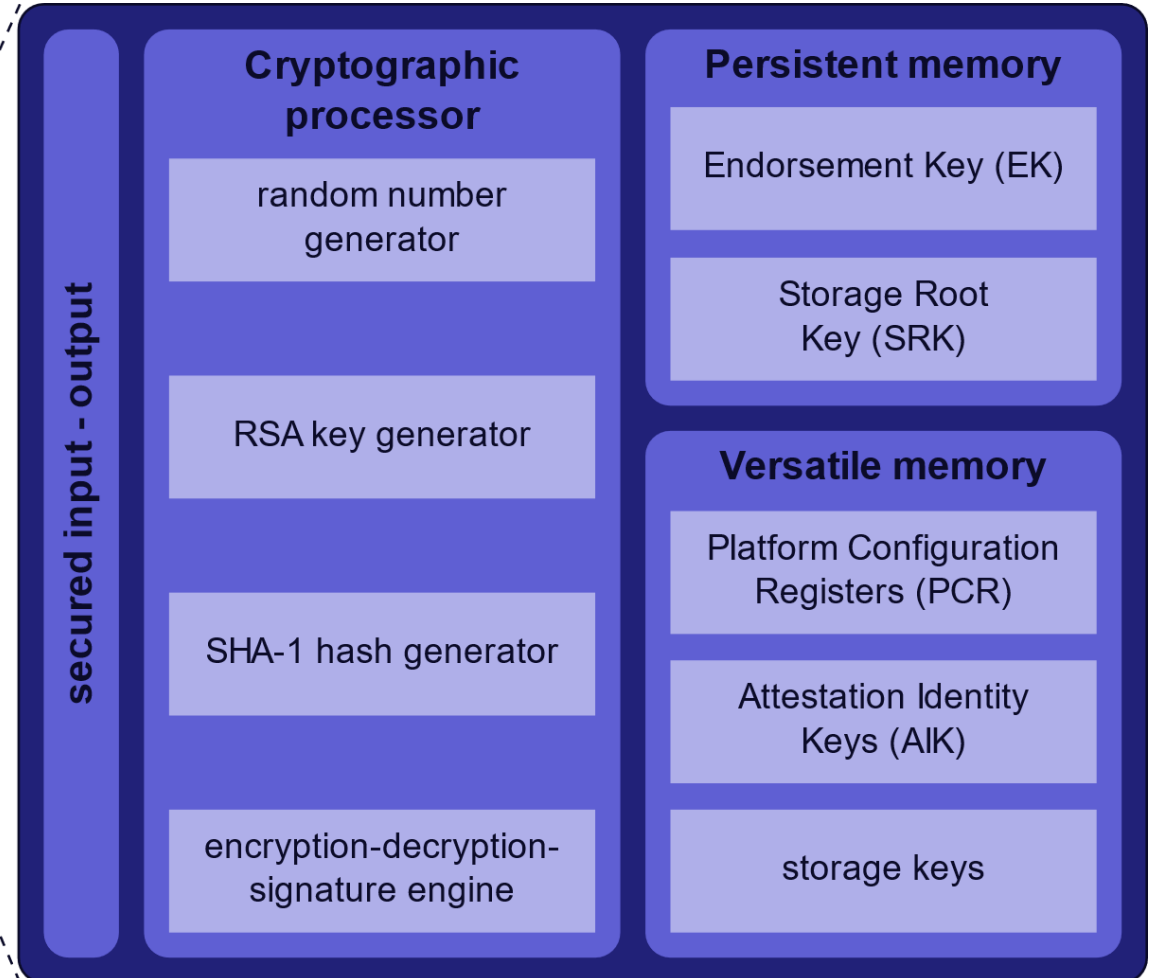 secured input - output
Cryptographic
processor
random number
generator
RSA key generator
SHA-1 hash generator
encryption-decryption-
signature engine
Persistent memory
Endorsement Key (EK)
Storage Root
Key (SRK)
Versatile memory
Platform Configuration
Registers (PCR)
Attestation Identity
Keys (AIK)
storage keys